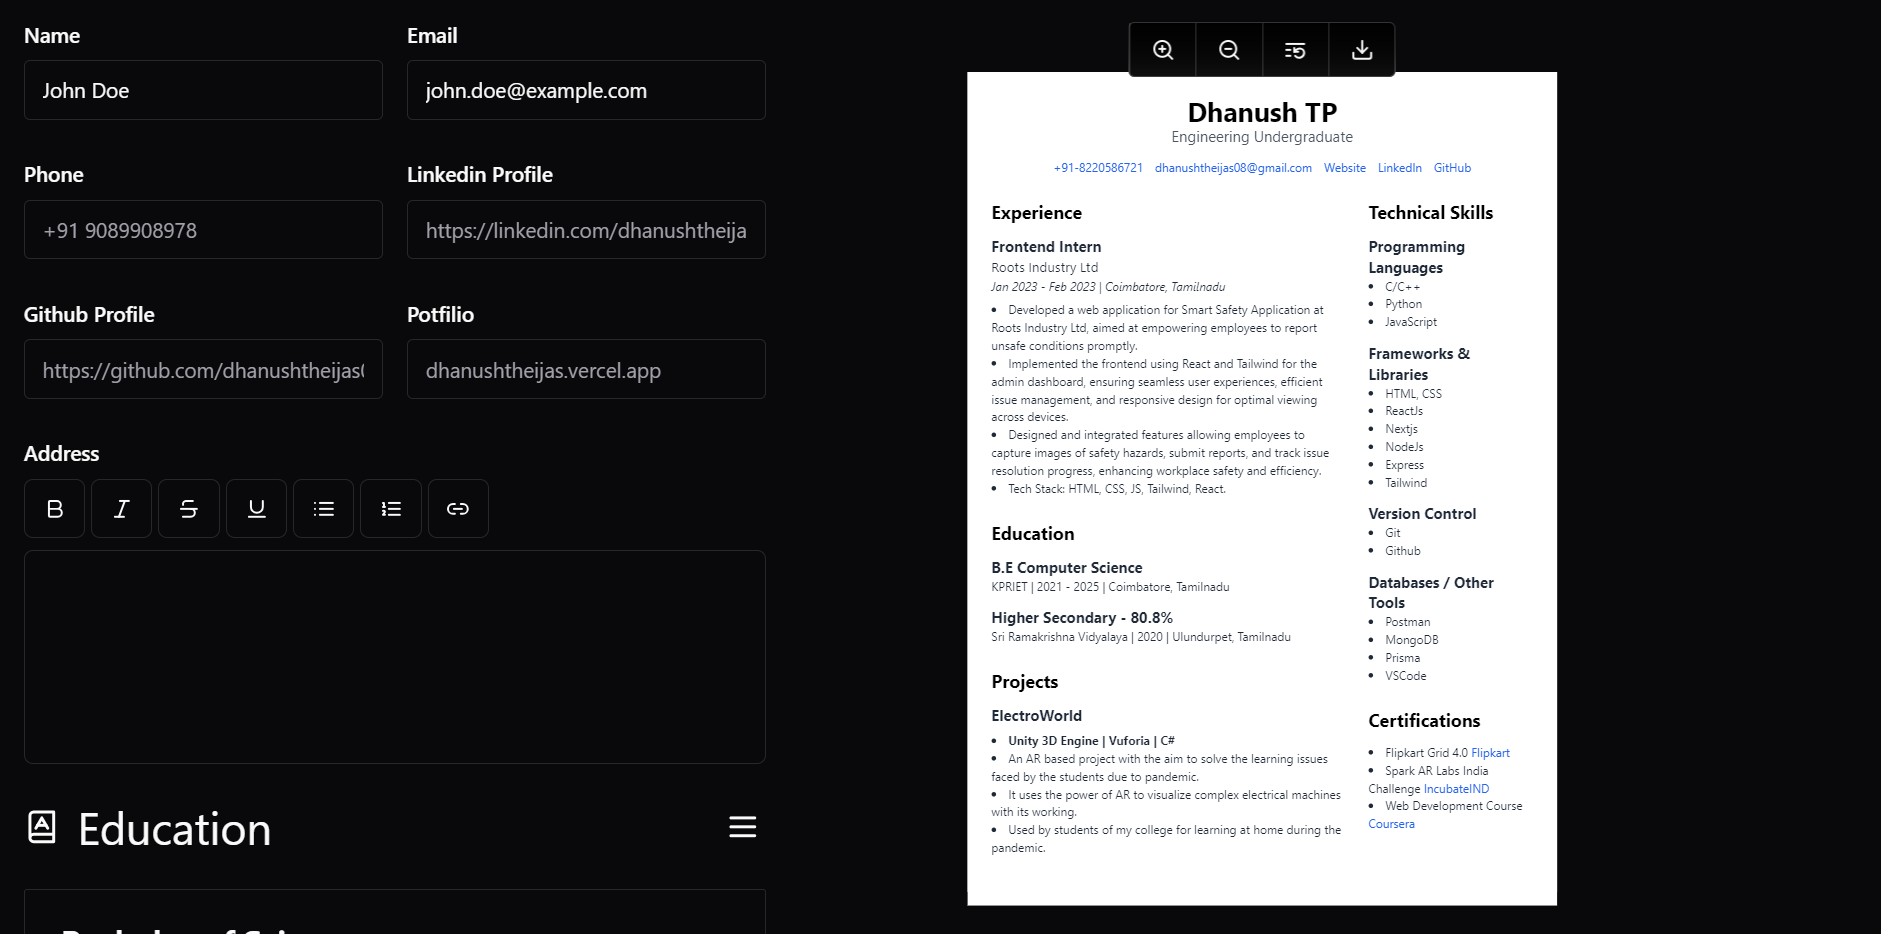 Name
Email
John Doe
john.doe@example.com
Phone
Linkedin Profile
+91 9089908978
https://linkedin.com/dhanushtheija
Github Profile
Potfilio
https://github.com/dhanushtheijas
dhanushtheijas.vercel.app
Address
B I S U
Education
Dhanush TP
Engineering Undergraduate
+91-8220586721 dhanushtheijas08@gmail.com Website LinkedIn GitHub
Experience
Frontend Intern
Roots Industry Ltd
Jan 2023 - Feb 2023 | Coimbatore, Tamilnadu
• Developed a web application for Smart Safety Application at
Roots Industry Ltd, aimed at empowering employees to report
unsafe conditions promptly.
• Implemented the frontend using React and Tailwind for the
admin dashboard, ensuring seamless user experiences, efficient
issue management, and responsive design for optimal viewing
across devices.
• Designed and integrated features allowing employees to
capture images of safety hazards, submit reports, and track issue
resolution progress, enhancing workplace safety and efficiency.
• Tech Stack: HTML, CSS, JS, Tailwind, React.
Education
B.E Computer Science
KPRIET | 2021 - 2025 | Coimbatore, Tamilnadu
Higher Secondary - 80.8%
Sri Ramakrishna Vidyalaya | 2020 | Ulundurpet, Tamilnadu
Projects
ElectroWorld
• Unity 3D Engine | Vuforia | C#
• An AR based project with the aim to solve the learning issues
faced by the students due to pandemic.
• It uses the power of AR to visualize complex electrical machines
with its working.
• Used by students of my college for learning at home during the
pandemic.
Technical Skills
Programming
Languages
• C/C++
• Python
• JavaScript
Frameworks &
Libraries
• HTML, CSS
• ReactJs
• Nextjs
• NodeJs
• Express
• Tailwind
Version Control
• Git
• Github
Databases / Other
Tools
• Postman
• MongoDB
• Prisma
• VSCode
Certifications
• Flipkart Grid 4.0 Flipkart
• Spark AR Labs India
Challenge IncubateIND
• Web Development Course
Coursera